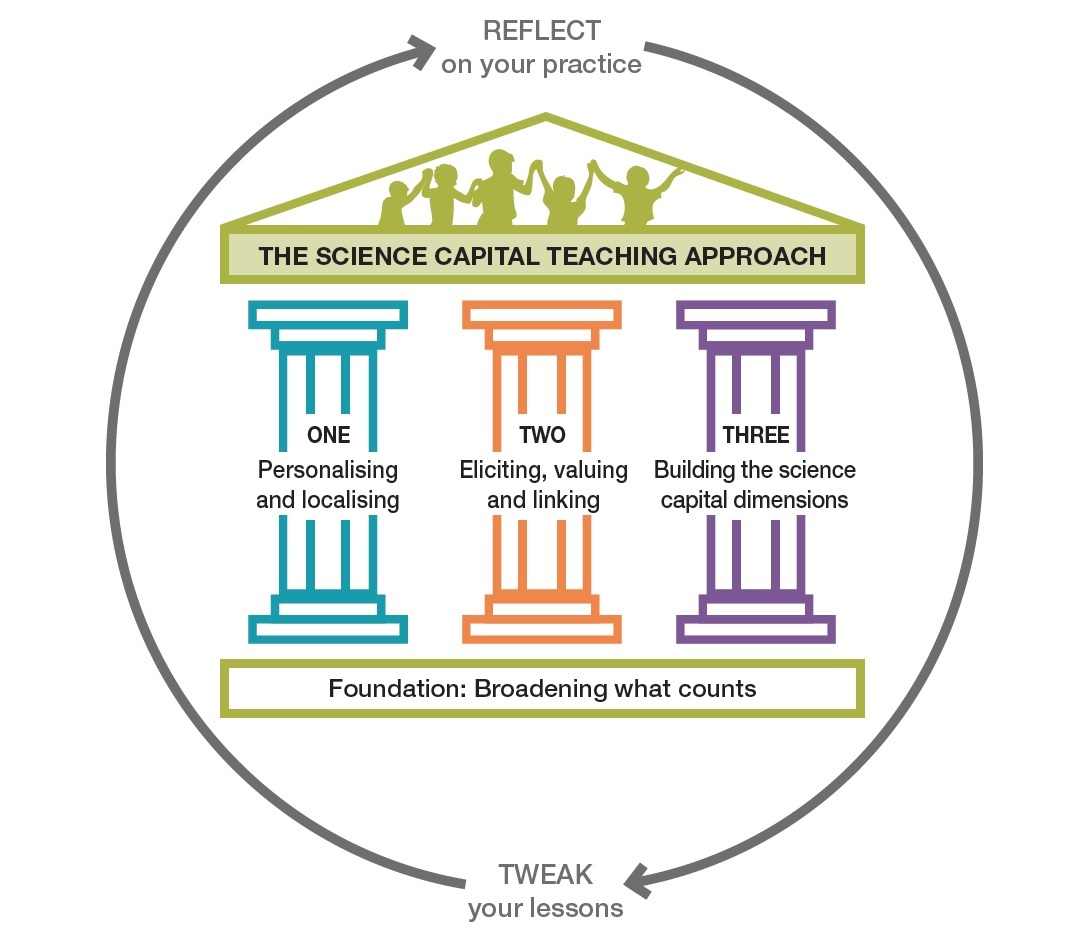 REFLECT
on your practice
THE SCIENCE CAPITAL TEACHING APPROACH
ONE
Personalising
and localising
TWO
Eliciting, valuing
and linking
THREE
Building the science
capital dimensions
Foundation: Broadening what counts
TWEAK
your lessons